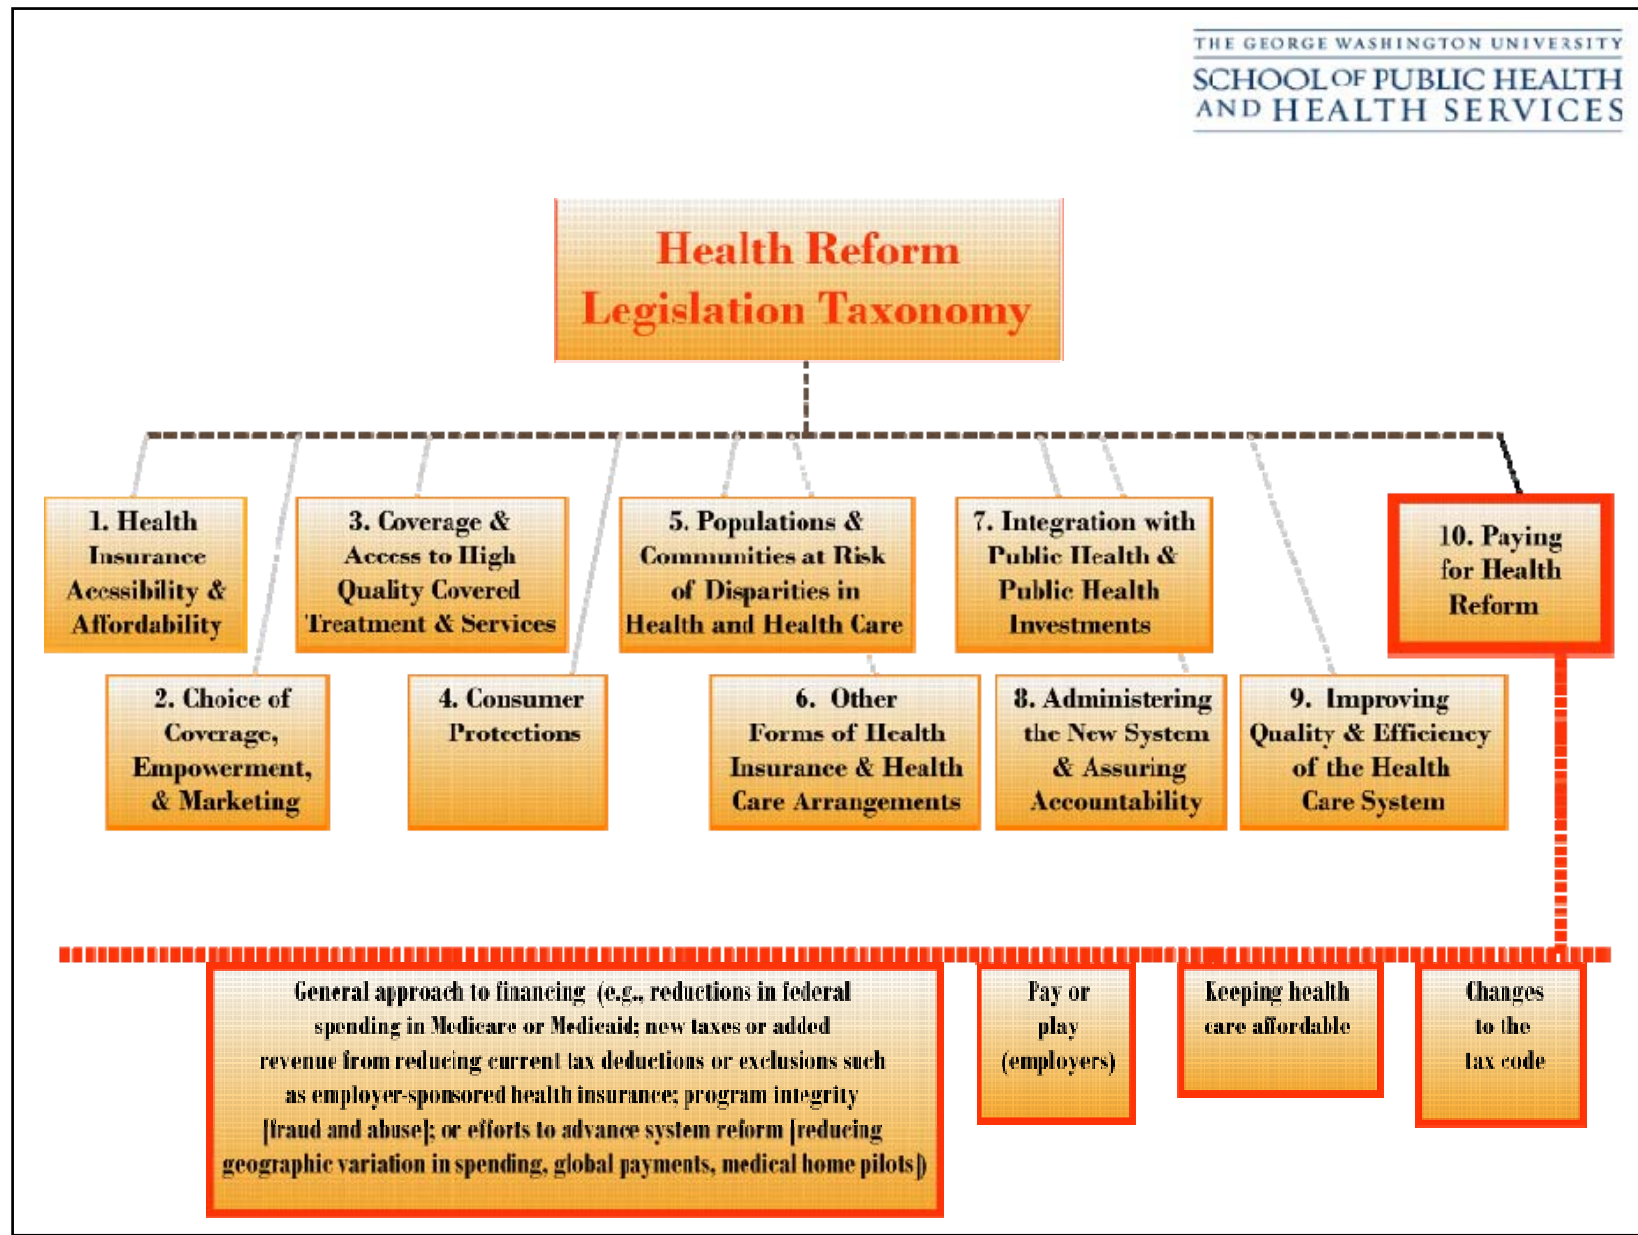 THE GEORGE WASHINGTON UNIVERSITY
SCHOOL OF PUBLIC HEALTH
AND HEALTH SERVICES
Health Reform
Legislation Taxonomy
1. Health
Insurance
Accessibility &
Affordability
2. Choice of
Coverage,
Empowerment,
& Marketing
3. Coverage &
Access to High
Quality Covered
Treatment & Services
4. Consumer
Protections
5. Populations &
Communities at Risk
of Disparities in
Health and Health Care
6. Other
Forms of Health
Insurance & Health
Care Arrangements
7. Integration with
Public Health &
Public Health
Investments
8. Administering
the New System
& Assuring
Accountability
9. Improving
Quality & Efficiency
of the Health
Care System
10. Paying
for Health
Reform
General approach to financing (e.g., reductions in federal
spending in Medicare or Medicaid; new taxes or added
revenue from reducing current tax deductions or exclusions such
as employer-sponsored health insurance; program integrity
[fraud and abuse]; or efforts to advance system reform [reducing
geographic variation in spending, global payments, medical home pilots])
Pay or
play
(employers)
Keeping health
care affordable
Changes
to the
tax code